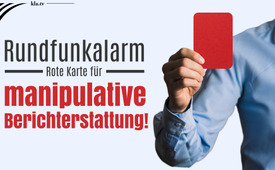 kla.tv
Rundfunkalarm
Rote Karte für
manipulative
Berichterstattung!